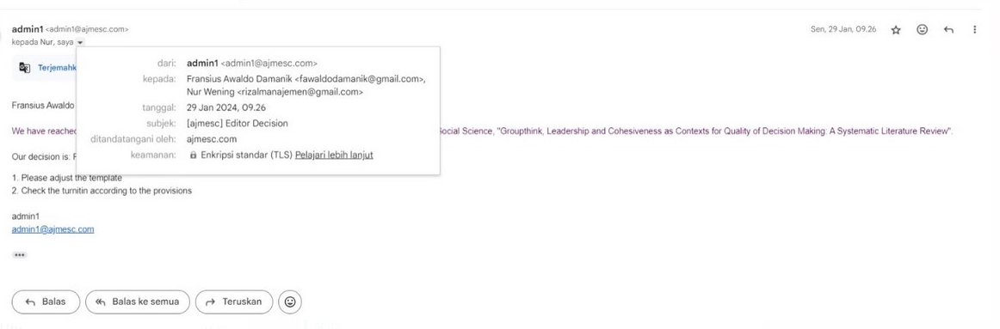 admin1 <admin1@ajmesc.com>
Sen, 29 Jan, 09.26
kepada Nur, saya
dari: admin1 <admin1@ajmesc.com>
Terjemahk
kepada: Fransius Awaldo Damanik <fawaldodamanik@gmail.com>,
Nur Wening <rizalmanajemen@gmail.com>
tanggal: 29 Jan 2024, 09.26
subjek: [ajmesc] Editor Decision
ditandatangani oleh: ajmesc.com
keamanan: Enkripsi standar (TLS) Pelajari lebih lanjut
Fransius Awaldo
We have reached Social Science, "Groupthink, Leadership and Cohesiveness as Contexts for Quality of Decision Making: A Systematic Literature Review".
Our decision is:
1. Please adjust the template
2. Check the turnitin according to the provisions
admin1
admin1@ajmesc.com
Balas
Balas ke semua
Teruskan